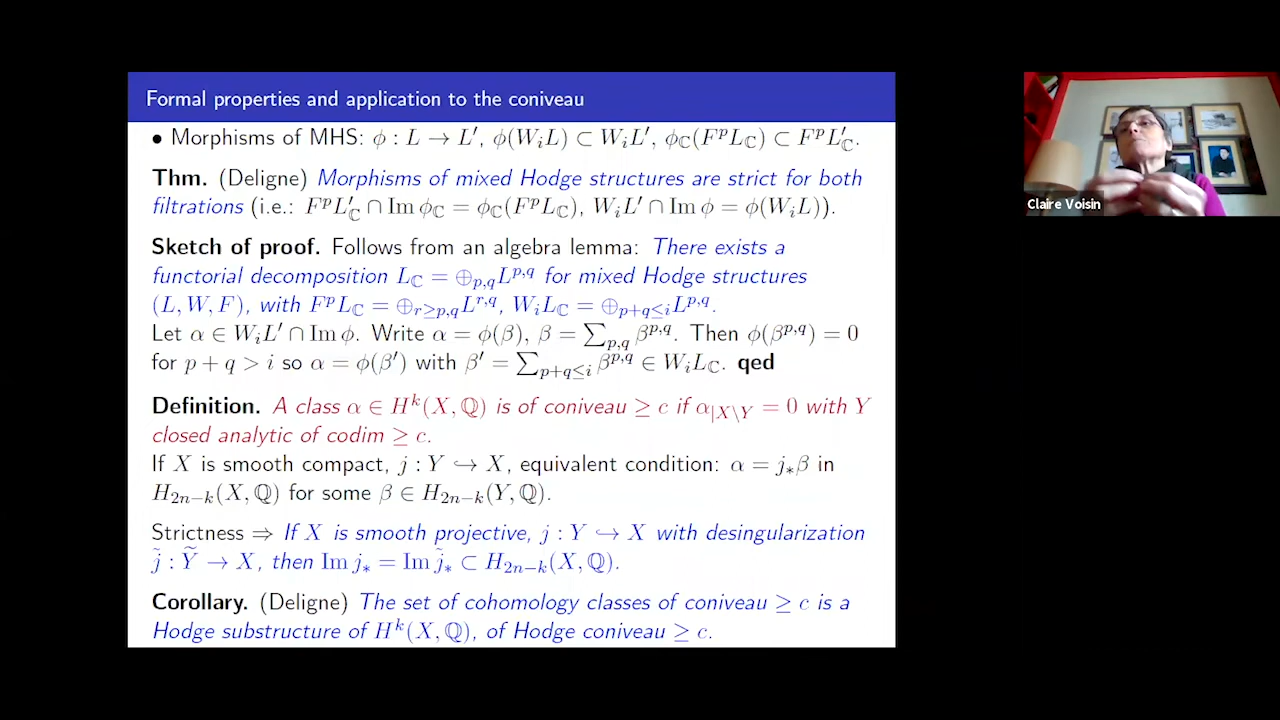 Formal properties and application to the coniveau
• Morphisms of MHS: ϕ : L → L′, ϕ(W_iL) ⊂ W_iL′, ϕ_ℂ(F^pL_ℂ) ⊂ F^pL′_ℂ.
Thm. (Deligne) Morphisms of mixed Hodge structures are strict for both
filtrations (i.e.: F^pL′_ℂ ∩ Im ϕ_ℂ = ϕ_ℂ(F^pL_ℂ), W_iL′ ∩ Im ϕ = ϕ(W_iL)).
Sketch of proof. Follows from an algebra lemma: There exists a
functorial decomposition L_ℂ = ⊕_{p,q}L^{p,q} for mixed Hodge structures
(L, W, F), with F^pL_ℂ = ⊕_{r≥p,q}L^{r,q}, W_iL_ℂ = ⊕_{p+q≤i}L^{p,q}.
Let α ∈ W_iL′ ∩ Im ϕ. Write α = ϕ(β), β = ∑_{p,q} β^{p,q}. Then ϕ(β^{p,q}) = 0
for p + q > i so α = ϕ(β′) with β′ = ∑_{p+q≤i} β^{p,q} ∈ W_iL_ℂ. qed
Definition. A class α ∈ H^k(X, ℚ) is of coniveau ≥ c if α_{|X\Y} = 0 with Y
closed analytic of codim ≥ c.
If X is smooth compact, j : Y ↪ X, equivalent condition: α = j_*β in
H_{2n−k}(X, ℚ) for some β ∈ H_{2n−k}(Y, ℚ).
Strictness ⇒ If X is smooth projective, j : Y ↪ X with desingularization
j̃ : Ỹ → X, then Im j_* = Im j̃_* ⊂ H_{2n−k}(X, ℚ).
Corollary. (Deligne) The set of cohomology classes of coniveau ≥ c is a
Hodge substructure of H^k(X, ℚ), of Hodge coniveau ≥ c.
Claire Voisin